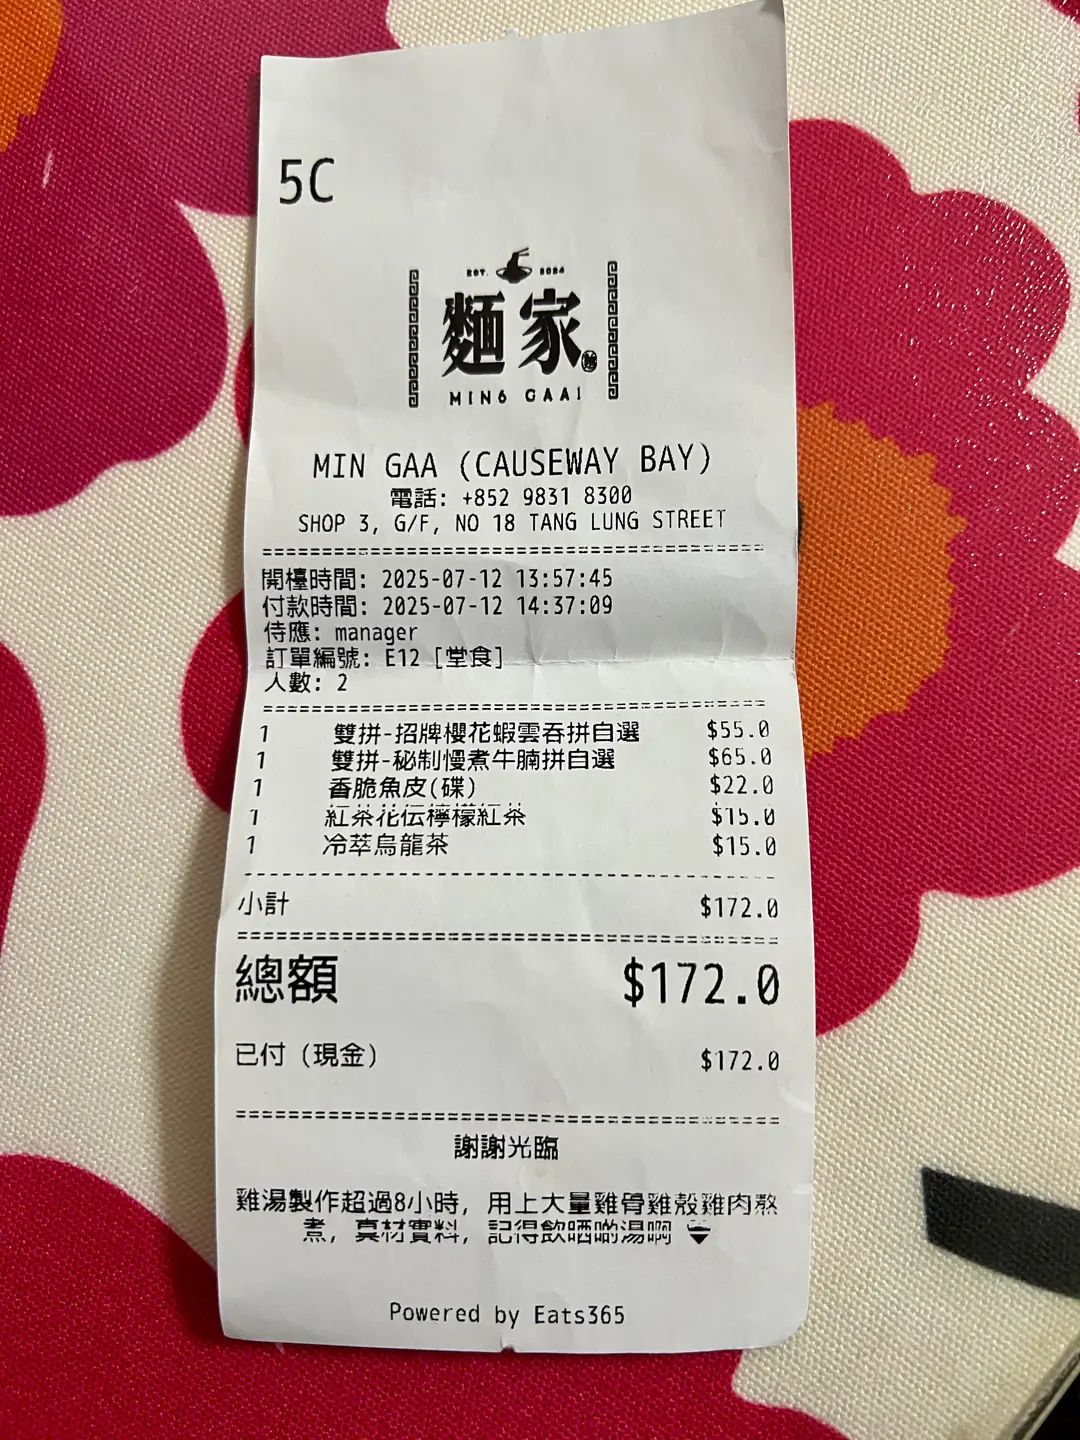 5C
EST. 2024
麵家
MING GAAI
MIN GAA (CAUSEWAY BAY)
電話: +852 9831 8300
SHOP 3, G/F, NO 18 TANG LUNG STREET
開檯時間: 2025-07-12 13:57:45
付款時間: 2025-07-12 14:37:09
侍應: manager
訂單編號: E12 [堂食]
人數: 2
1 雙拼-招牌櫻花蝦雲吞拼自選 $55.0
1 雙拼-秘制慢煮牛腩拼自選 $65.0
1 香脆魚皮(碟) $22.0
1 紅茶花伝檸檬紅茶 $15.0
1 冷萃烏龍茶 $15.0
小計 $172.0
總額 $172.0
已付 (現金) $172.0
謝謝光臨
雞湯製作超過8小時, 用上大量雞骨雞殼雞肉熬
煮, 真材實料, 記得飲晒啲湯啊
Powered by Eats365